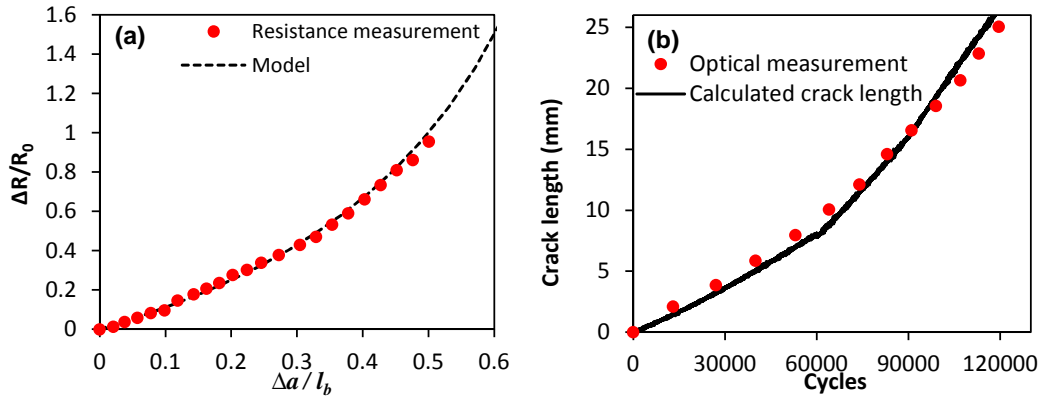 (a)
Resistance measurement
Model
1.6
1.4
1.2
1
0.8
0.6
0.4
0.2
0
ΔR/R₀
0 0.1 0.2 0.3 0.4 0.5 0.6
Δa / l_b
(b)
Optical measurement
Calculated crack length
25
20
15
10
5
0
Crack length (mm)
0 30000 60000 90000 120000
Cycles